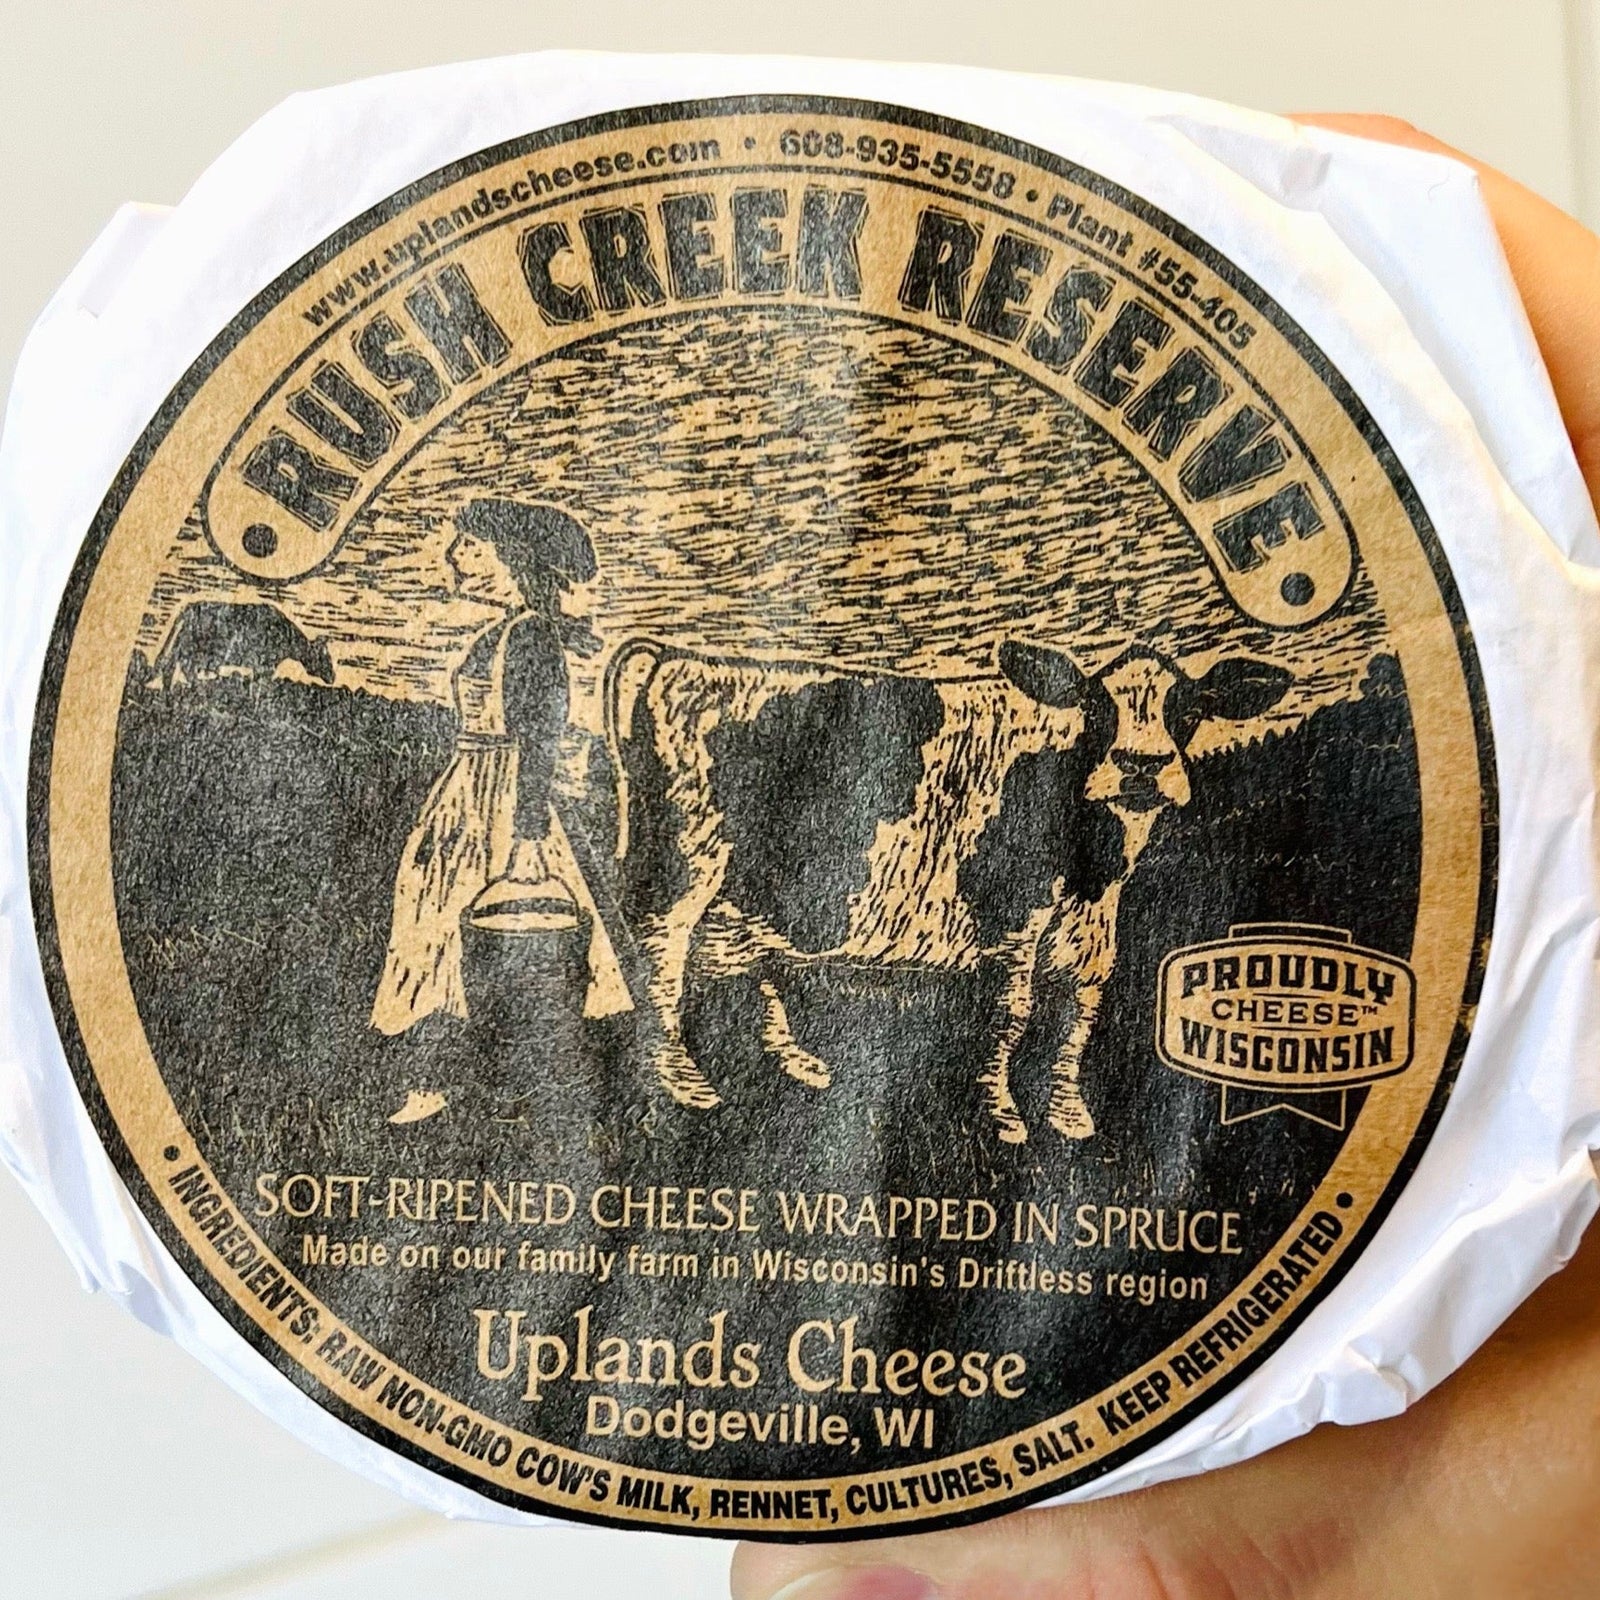 www.uplandscheese.com • 608-935-5558 • Plant #55-405
RUSH CREEK RESERVE
PROUDLY
CHEESE™
WISCONSIN
SOFT-RIPENED CHEESE WRAPPED IN SPRUCE
Made on our family farm in Wisconsin's Driftless region
Uplands Cheese
Dodgeville, WI
• INGREDIENTS: RAW NON-GMO COW'S MILK, RENNET, CULTURES, SALT. KEEP REFRIGERATED •